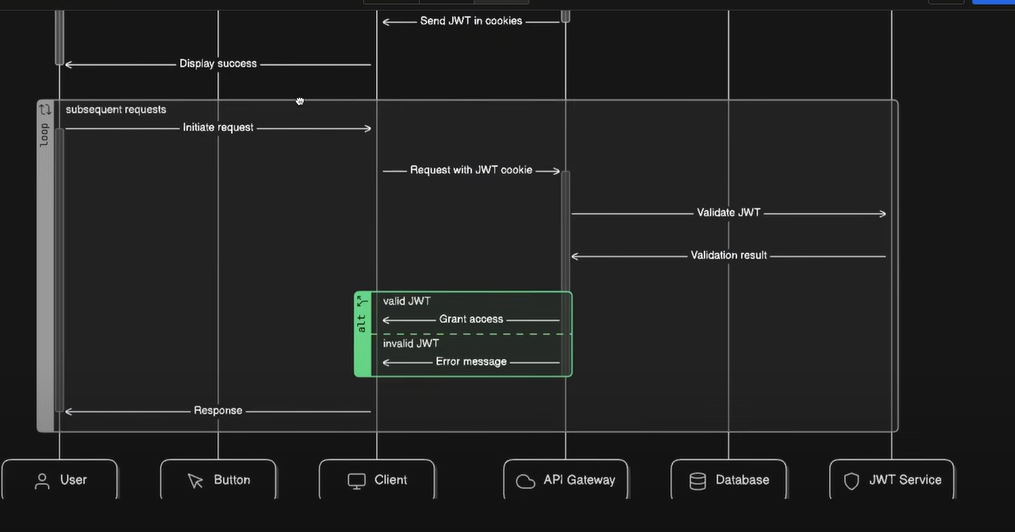 Send JWT in cookies
Display success
subsequent requests
loop
Initiate request
Request with JWT cookie
Validate JWT
Validation result
alt
valid JWT
Grant access
invalid JWT
Error message
Response
User
Button
Client
API Gateway
Database
JWT Service